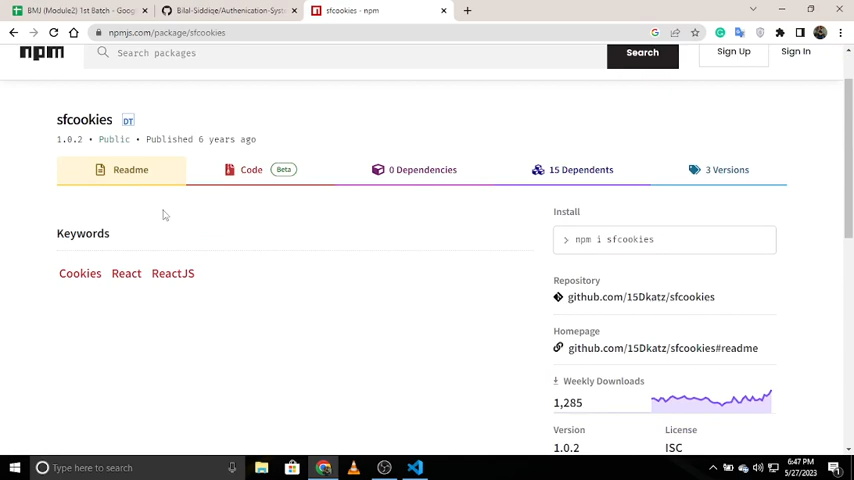 BMJ (Module2) 1st Batch - Goog
Bilal-Siddiqe/Authenication-Syst
sfcookies - npm
npmjs.com/package/sfcookies
npm
Search packages
Search
Sign Up
Sign In
sfcookies
DT
1.0.2 • Public • Published 6 years ago
Readme
Code
Beta
0 Dependencies
15 Dependents
3 Versions
Install
npm i sfcookies
Keywords
Cookies React ReactJS
Repository
github.com/15Dkatz/sfcookies
Homepage
github.com/15Dkatz/sfcookies#readme
Weekly Downloads
1,285
Version
License
1.0.2
ISC
Type here to search
6:47 PM
5/27/2023